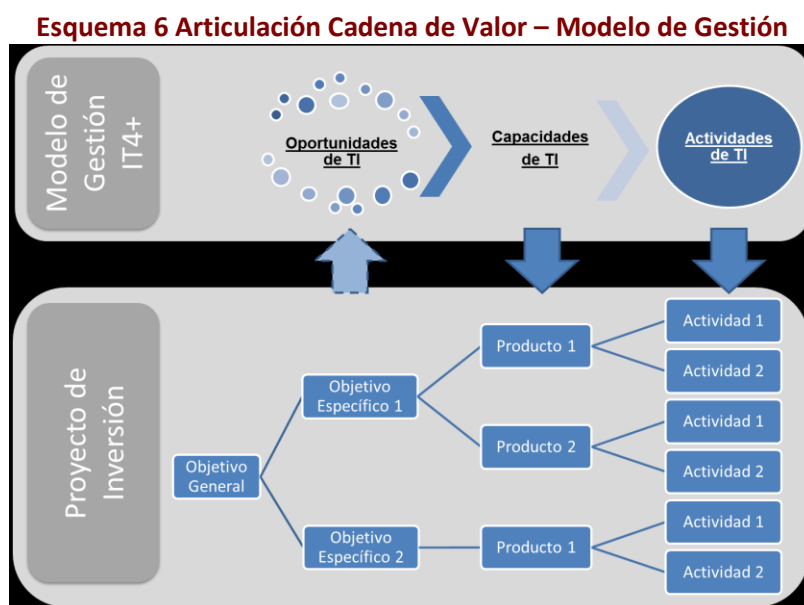 Esquema 6 Articulación Cadena de Valor – Modelo de Gestión
Modelo de
Gestión
IT4+
Oportunidades
de TI
Capacidades
de TI
Actividades
de TI
Proyecto de
Inversión
Objetivo
General
Objetivo
Específico 1
Objetivo
Específico 2
Producto 1
Producto 2
Producto 1
Actividad 1
Actividad 2
Actividad 1
Actividad 2
Actividad 1
Actividad 2